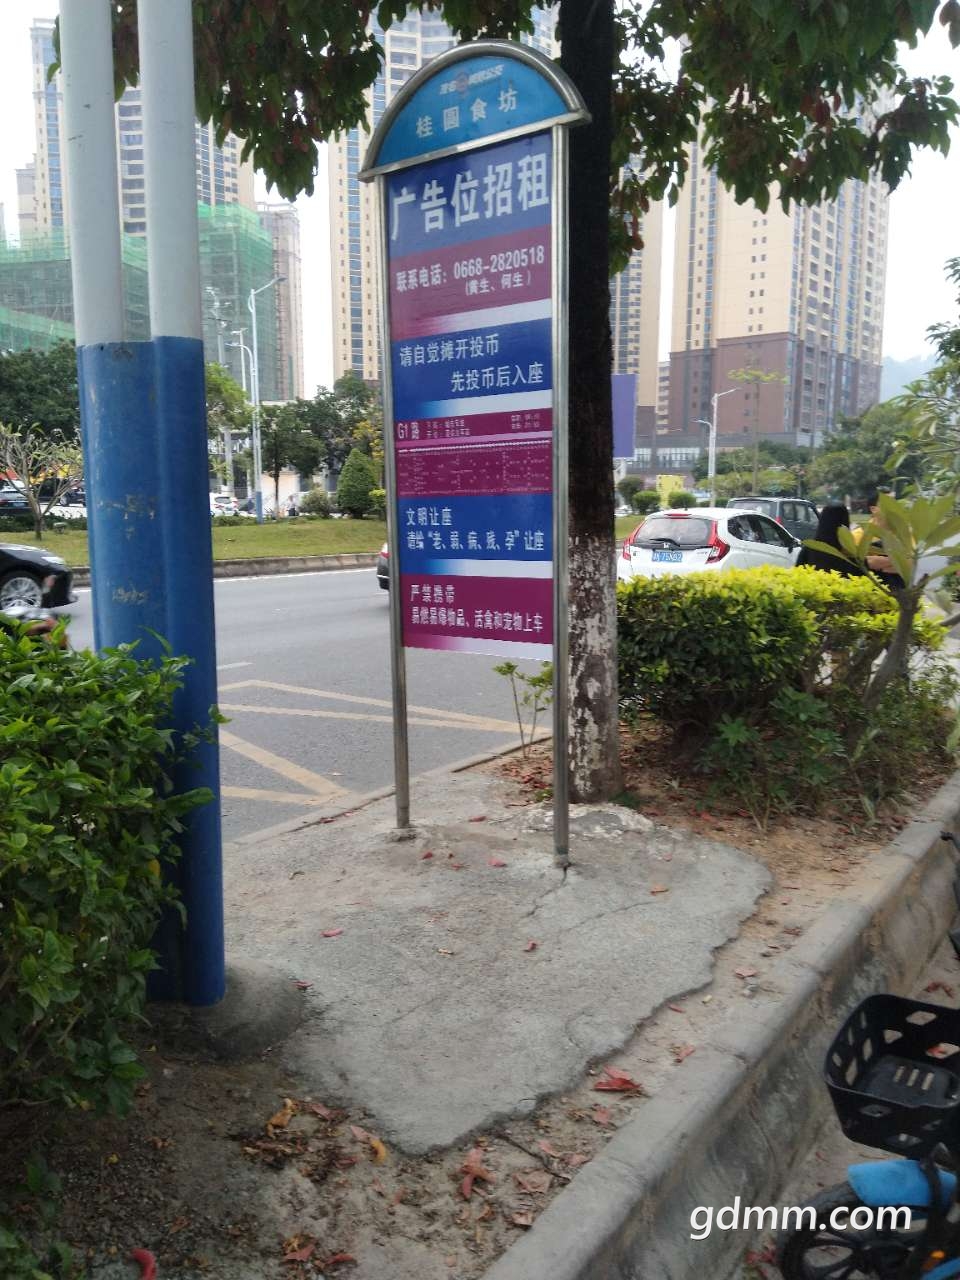 桂圆食坊
广告位招租
联系电话：0668-2820518
（黄生、何生）
请自觉摊开投币
先投币后入座
G1路
文明让座
请给“老、弱、病、残、孕”让座
严禁携带
易燃易爆物品、活禽和宠物上车
gdmm.com